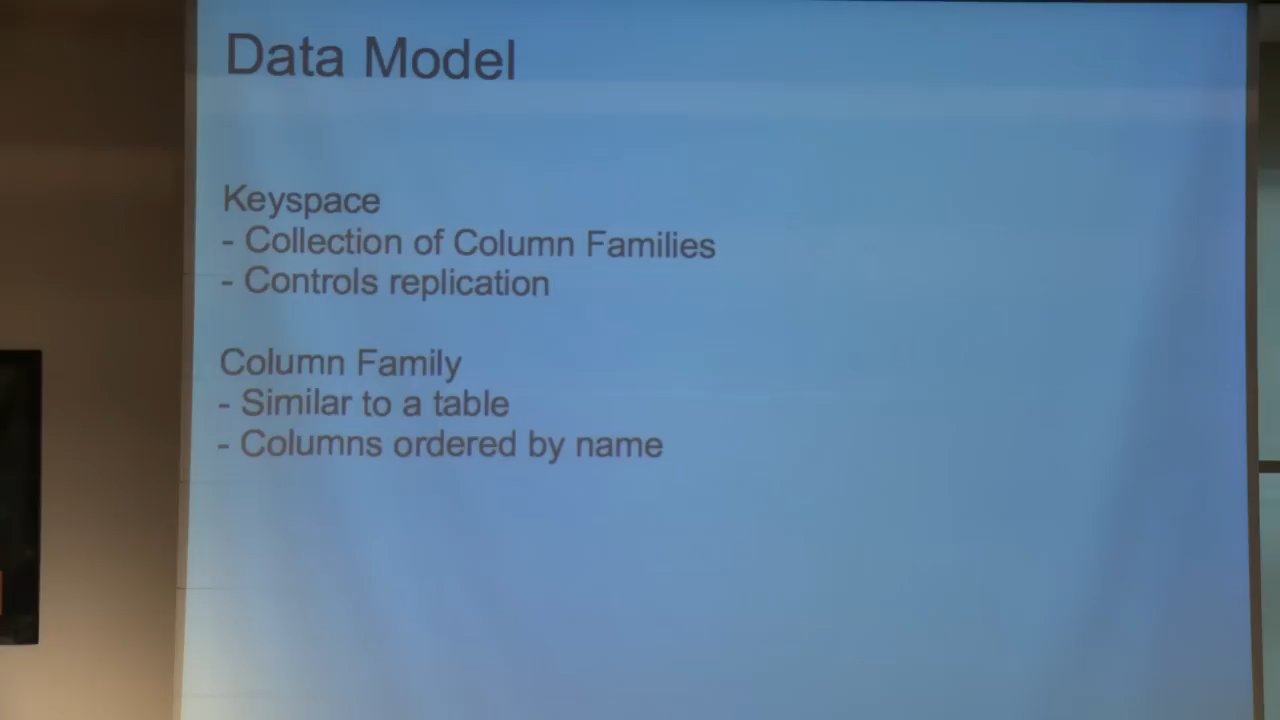 Data Model
Keyspace
- Collection of Column Families
- Controls replication
Column Family
- Similar to a table
- Columns ordered by name